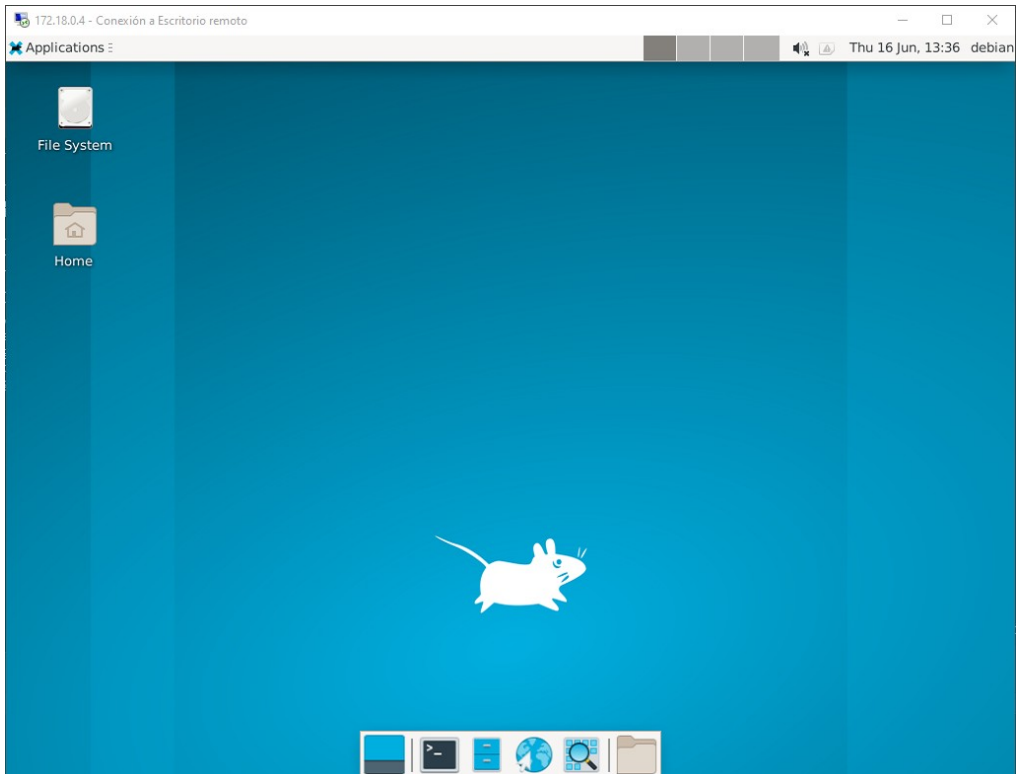 172.18.0.4 - Conexión a Escritorio remoto
Applications Thu 16 Jun, 13:36 debian
File System
Home
>_